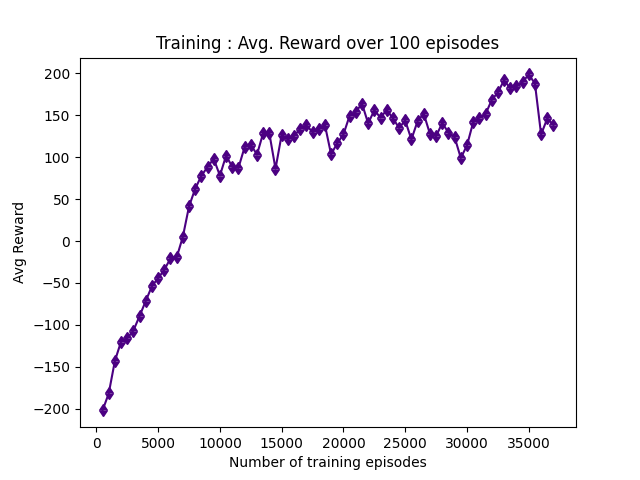 Training : Avg. Reward over 100 episodes
200
150
100
50
0
−50
−100
−150
−200
Avg Reward
0 5000 10000 15000 20000 25000 30000 35000
Number of training episodes